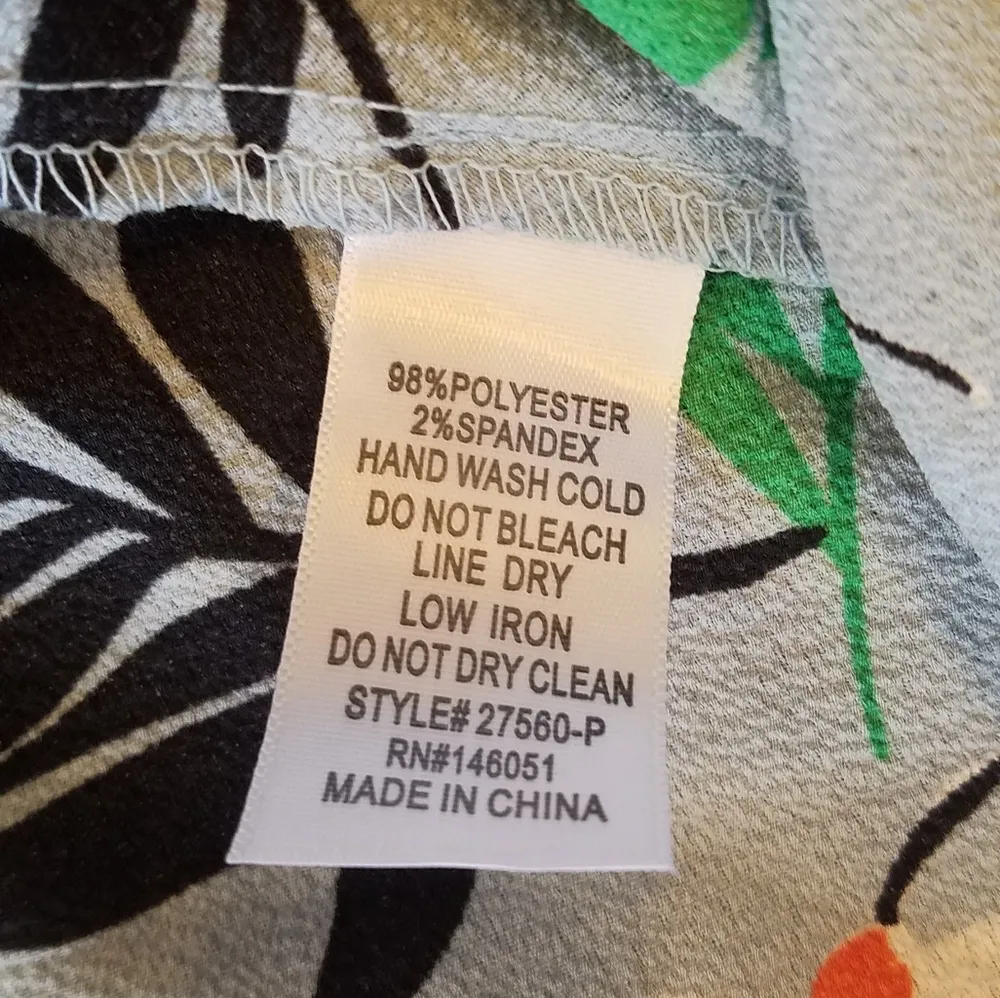 98%POLYESTER
2%SPANDEX
HAND WASH COLD
DO NOT BLEACH
LINE DRY
LOW IRON
DO NOT DRY CLEAN
STYLE# 27560-P
RN#146051
MADE IN CHINA